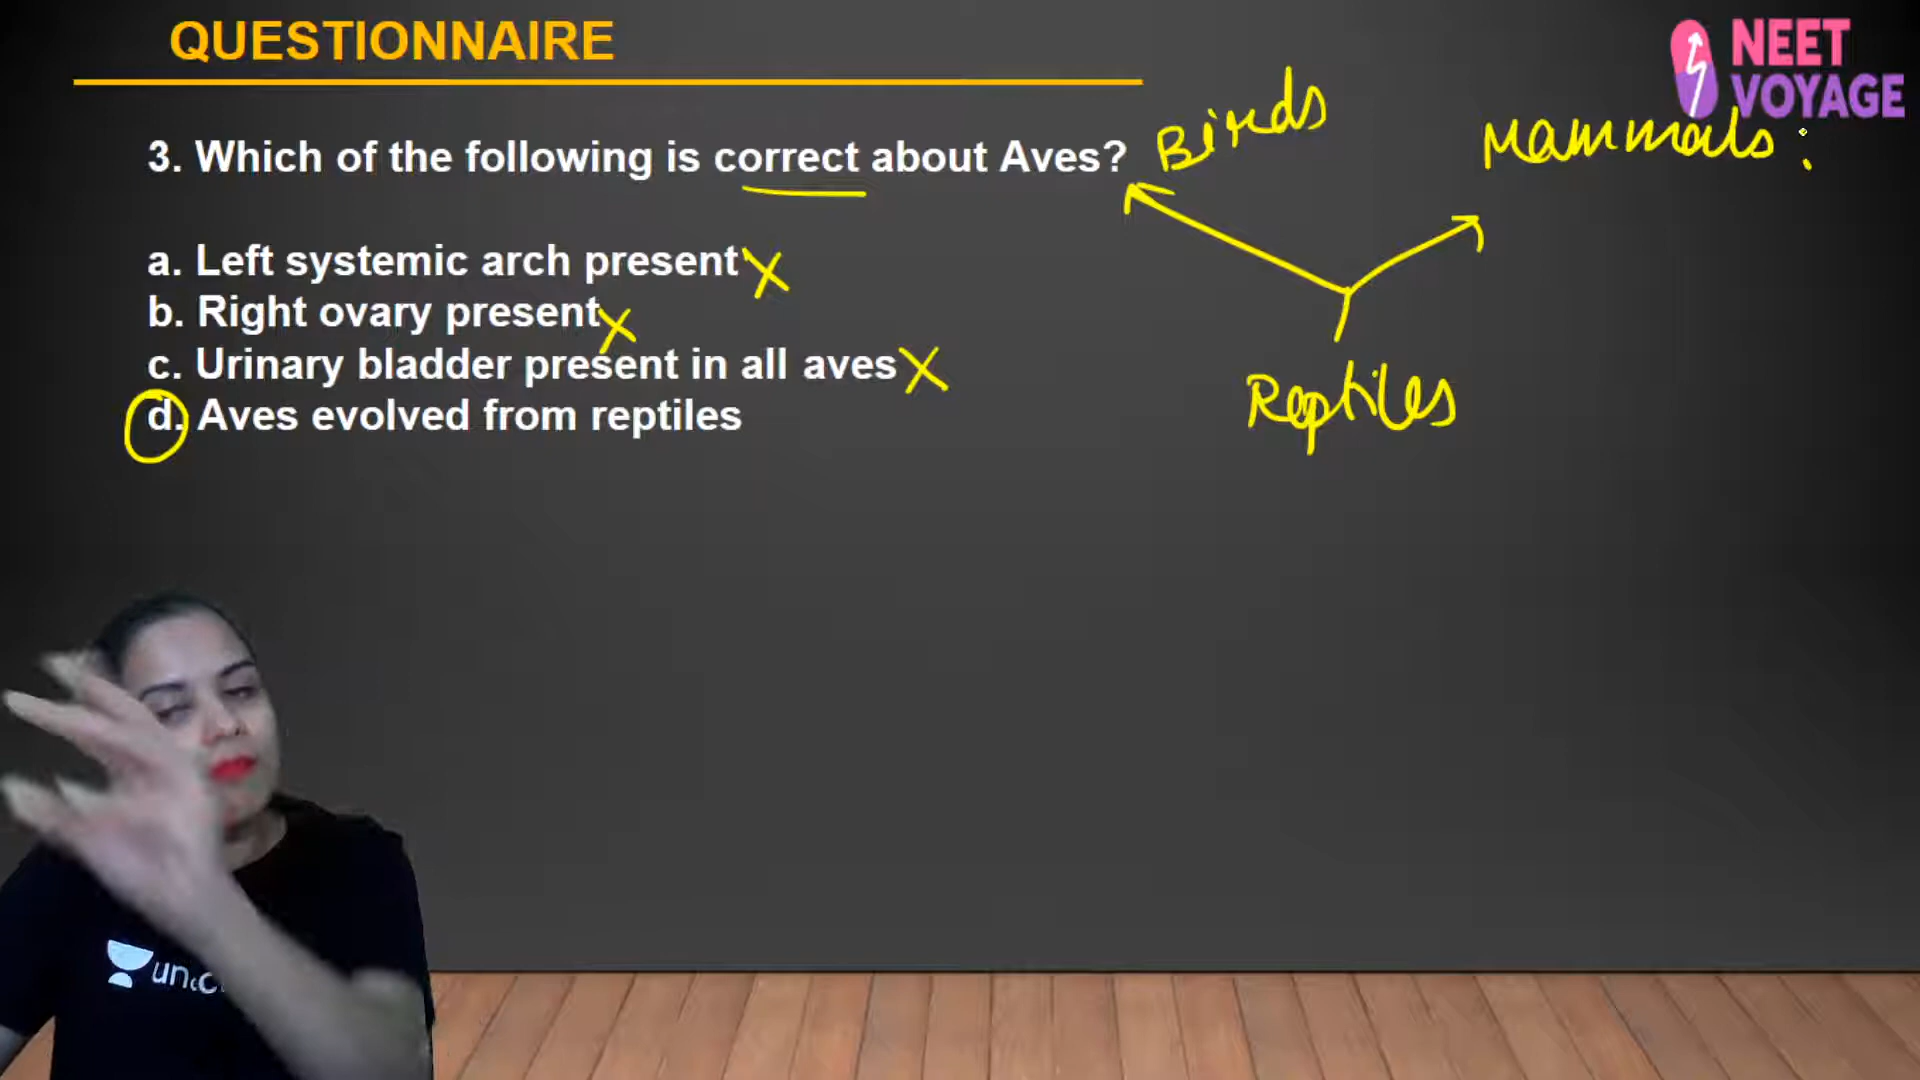 QUESTIONNAIRE
NEET
VOYAGE
3. Which of the following is correct about Aves?
Birds
Mammals:
a. Left systemic arch present
b. Right ovary present
c. Urinary bladder present in all aves
d. Aves evolved from reptiles
Reptiles